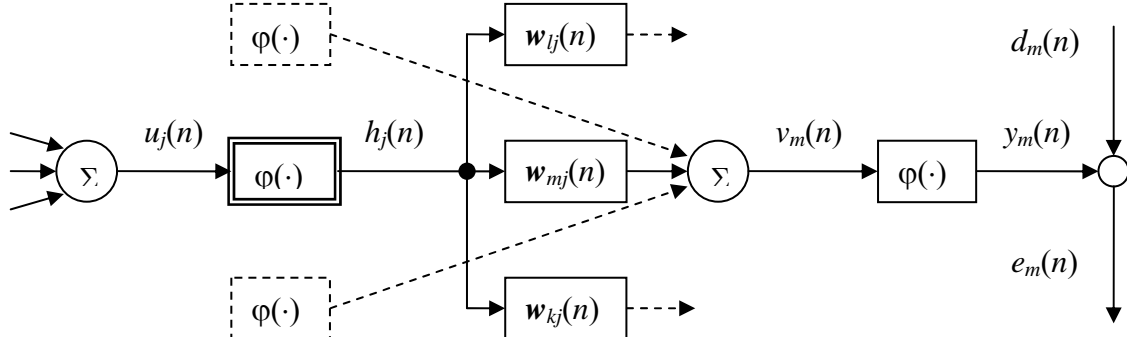 φ(·)
w_lj(n)
d_m(n)
u_j(n)
h_j(n)
v_m(n)
y_m(n)
Σ
φ(·)
w_mj(n)
Σ
φ(·)
e_m(n)
φ(·)
w_kj(n)